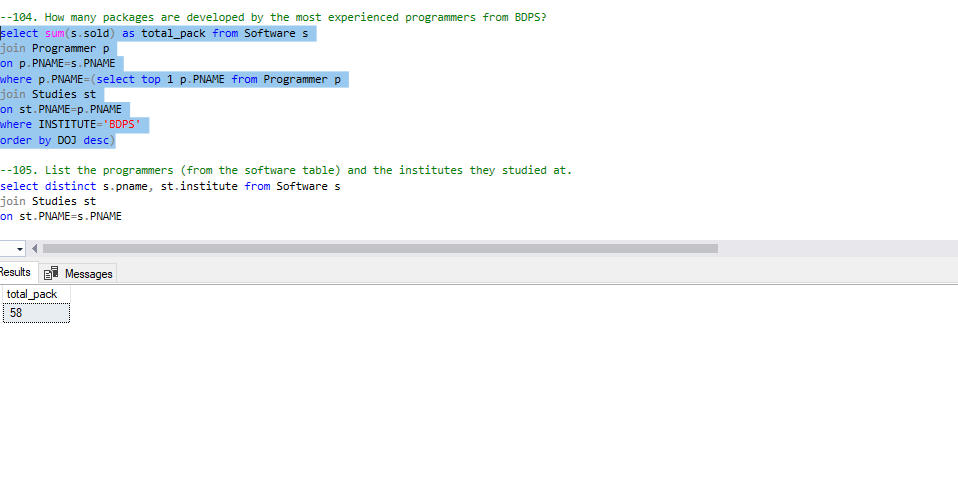 --104. How many packages are developed by the most experienced programmers from BDPS?
select sum(s.sold) as total_pack from Software s
join Programmer p
on p.PNAME=s.PNAME
where p.PNAME=(select top 1 p.PNAME from Programmer p
join Studies st
on st.PNAME=p.PNAME
where INSTITUTE='BDPS'
order by DOJ desc)
--105. List the programmers (from the software table) and the institutes they studied at.
select distinct s.pname, st.institute from Software s
join Studies st
on st.PNAME=s.PNAME
Results Messages
total_pack
58